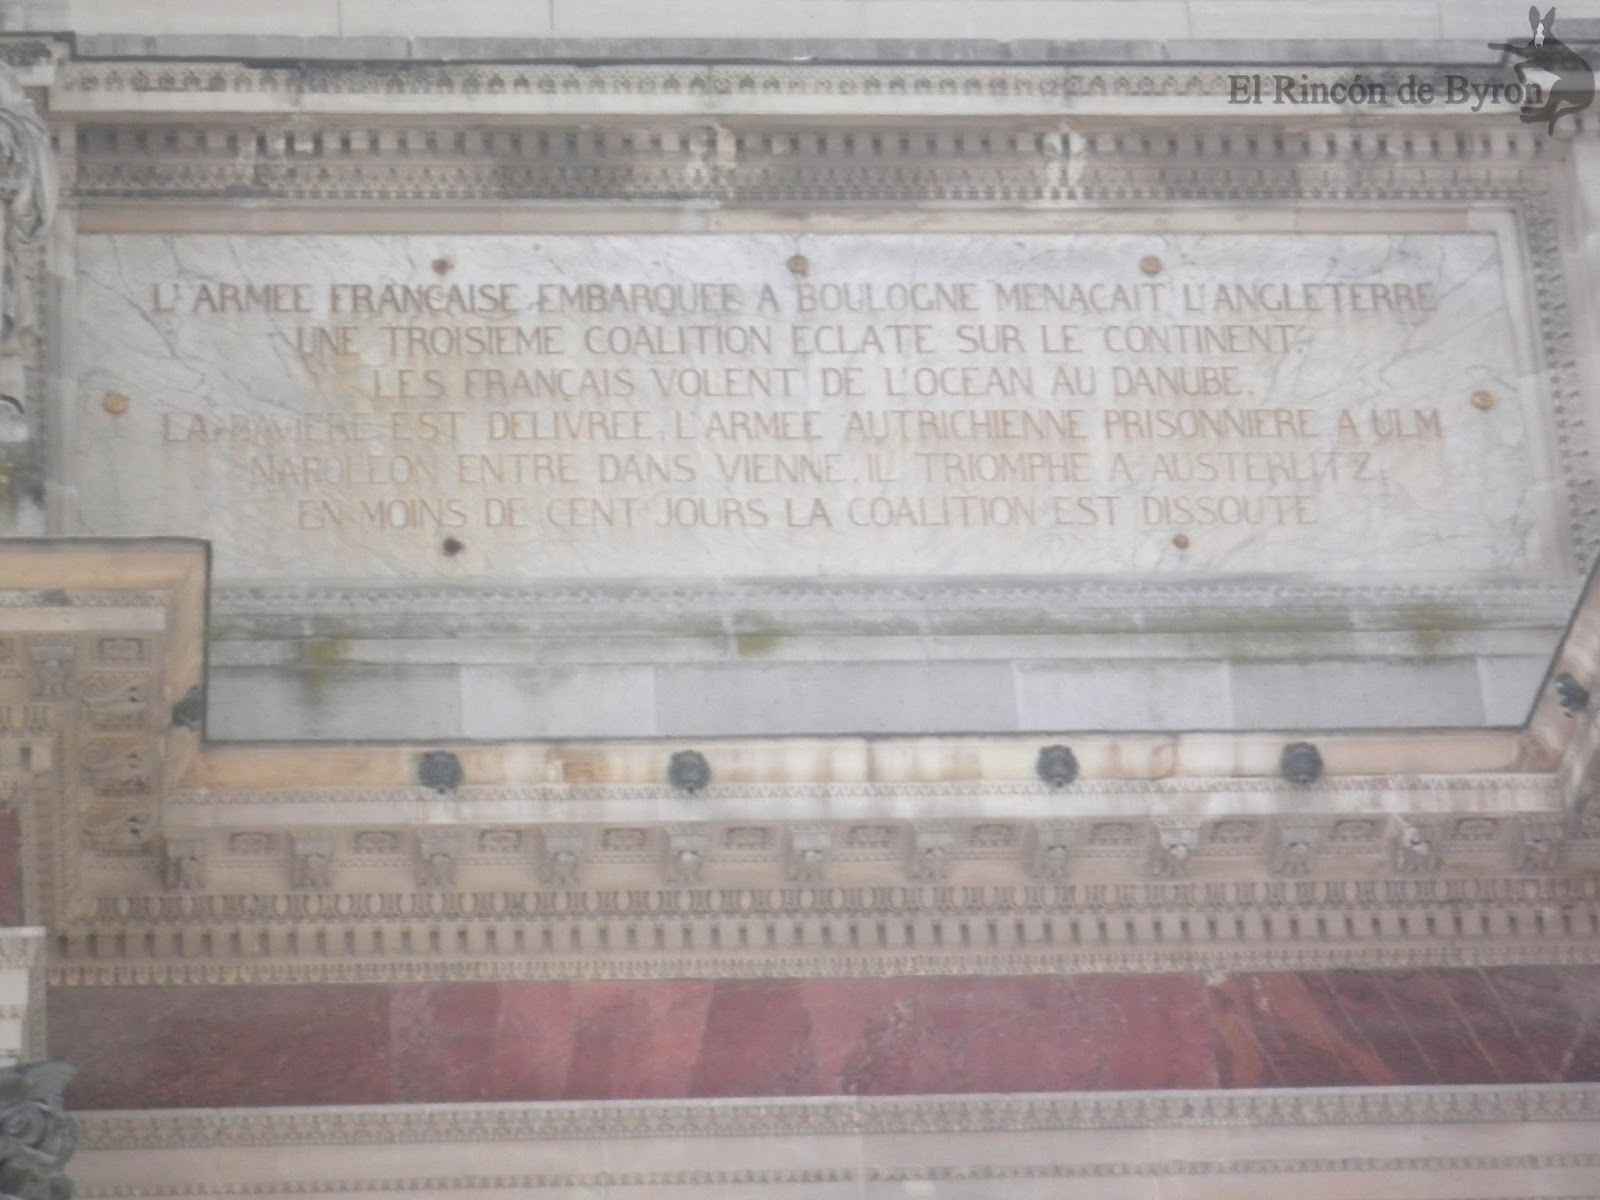 El Rincón de Byron
L'ARMEE FRANÇAISE EMBARQUEE A BOULOGNE MENAÇAIT L'ANGLETERRE
UNE TROISIEME COALITION ECLATE SUR LE CONTINENT.
LES FRANÇAIS VOLENT DE L'OCEAN AU DANUBE.
LA BAVIERE EST DELIVREE, L'ARMEE AUTRICHIENNE PRISONNIERE A ULM
NAPOLEON ENTRE DANS VIENNE, IL TRIOMPHE A AUSTERLITZ,
EN MOINS DE CENT JOURS LA COALITION EST DISSOUTE